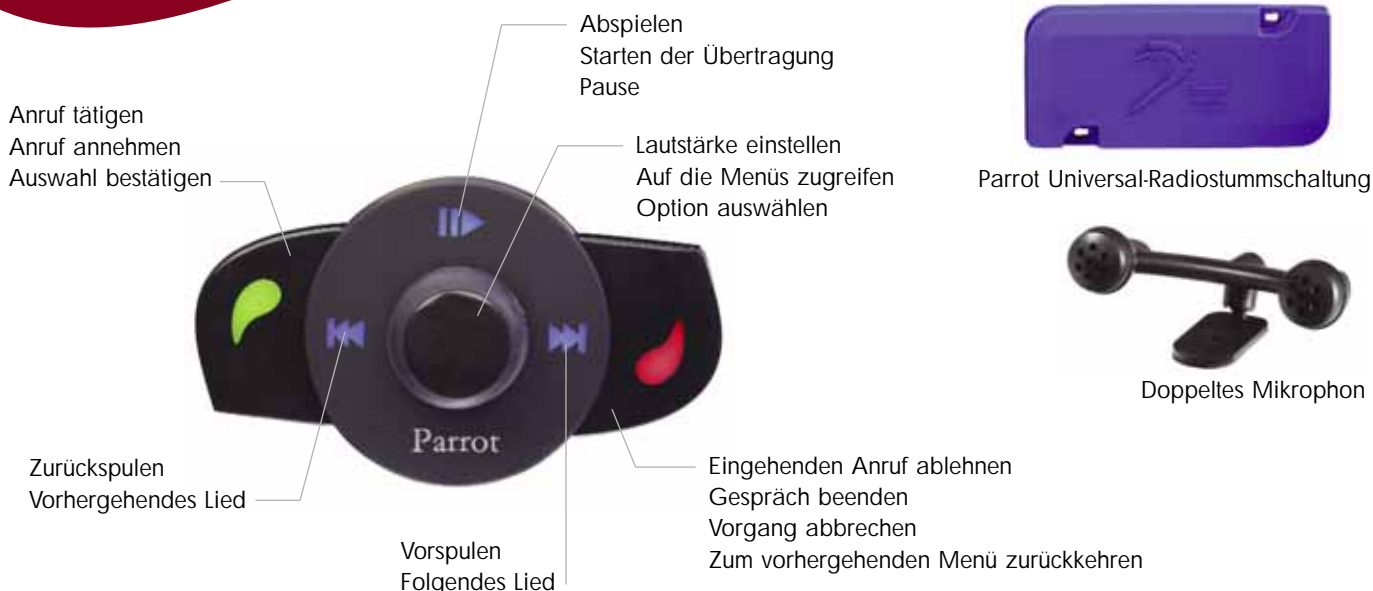 Abspielen
Starten der Übertragung
Pause
Anruf tätigen
Anruf annehmen
Auswahl bestätigen
Lautstärke einstellen
Auf die Menüs zugreifen
Option auswählen
Parrot Universal-Radiostummschaltung
Doppeltes Mikrophon
Parrot
Zurückspulen
Vorhergehendes Lied
Eingehenden Anruf ablehnen
Gespräch beenden
Vorgang abbrechen
Zum vorhergehenden Menü zurückkehren
Vorspulen
Folgendes Lied